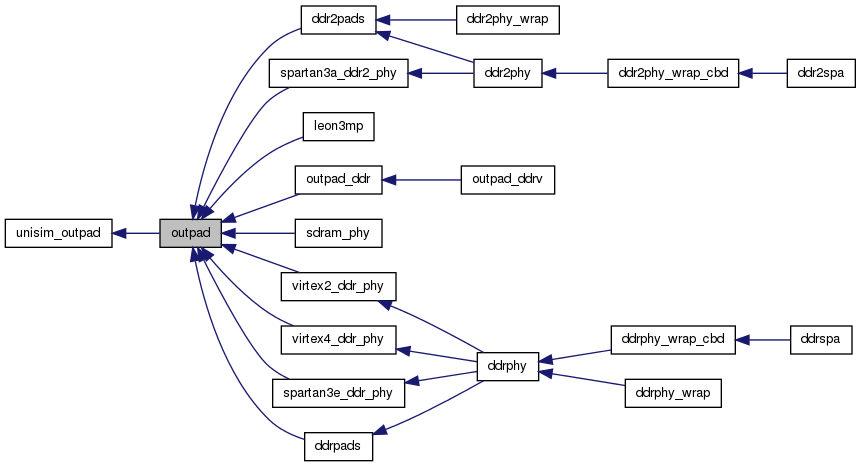 ddr2pads
ddr2phy_wrap
spartan3a_ddr2_phy
ddr2phy
ddr2phy_wrap_cbd
ddr2spa
leon3mp
outpad_ddr
outpad_ddrv
unisim_outpad
outpad
sdram_phy
virtex2_ddr_phy
virtex4_ddr_phy
ddrphy_wrap_cbd
ddrspa
ddrphy
spartan3e_ddr_phy
ddrphy_wrap
ddrpads